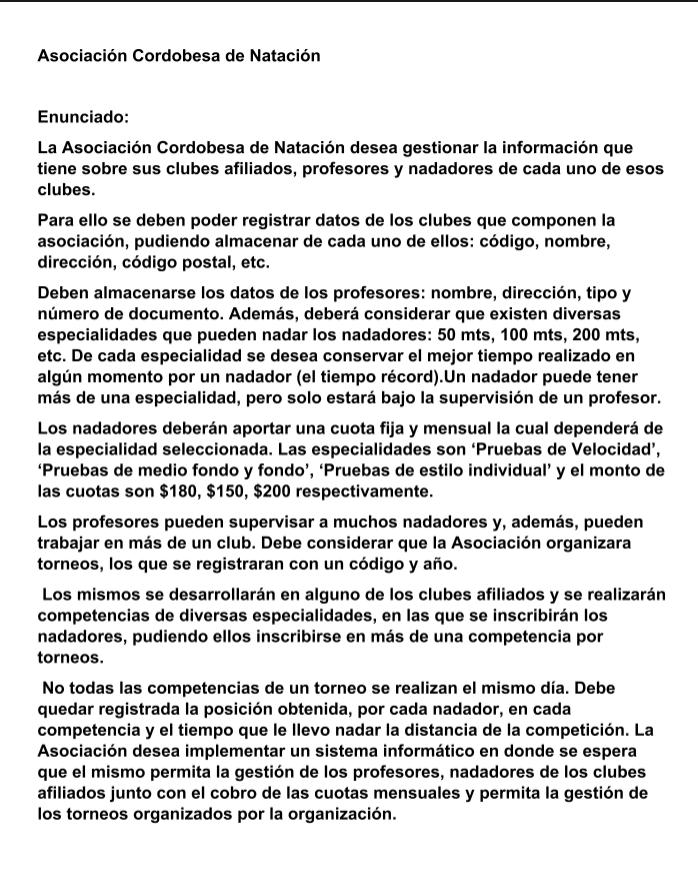 Asociación Cordobesa de Natación
Enunciado:
La Asociación Cordobesa de Natación desea gestionar la información que
tiene sobre sus clubes afiliados, profesores y nadadores de cada uno de esos
clubes.
Para ello se deben poder registrar datos de los clubes que componen la
asociación, pudiendo almacenar de cada uno de ellos: código, nombre,
dirección, código postal, etc.
Deben almacenarse los datos de los profesores: nombre, dirección, tipo y
número de documento. Además, deberá considerar que existen diversas
especialidades que pueden nadar los nadadores: 50 mts, 100 mts, 200 mts,
etc. De cada especialidad se desea conservar el mejor tiempo realizado en
algún momento por un nadador (el tiempo récord).Un nadador puede tener
más de una especialidad, pero solo estará bajo la supervisión de un profesor.
Los nadadores deberán aportar una cuota fija y mensual la cual dependerá de
la especialidad seleccionada. Las especialidades son ‘Pruebas de Velocidad’,
‘Pruebas de medio fondo y fondo’, ‘Pruebas de estilo individual’ y el monto de
las cuotas son $180, $150, $200 respectivamente.
Los profesores pueden supervisar a muchos nadadores y, además, pueden
trabajar en más de un club. Debe considerar que la Asociación organizara
torneos, los que se registraran con un código y año.
Los mismos se desarrollarán en alguno de los clubes afiliados y se realizarán
competencias de diversas especialidades, en las que se inscribirán los
nadadores, pudiendo ellos inscribirse en más de una competencia por
torneos.
No todas las competencias de un torneo se realizan el mismo día. Debe
quedar registrada la posición obtenida, por cada nadador, en cada
competencia y el tiempo que le llevo nadar la distancia de la competición. La
Asociación desea implementar un sistema informático en donde se espera
que el mismo permita la gestión de los profesores, nadadores de los clubes
afiliados junto con el cobro de las cuotas mensuales y permita la gestión de
los torneos organizados por la organización.